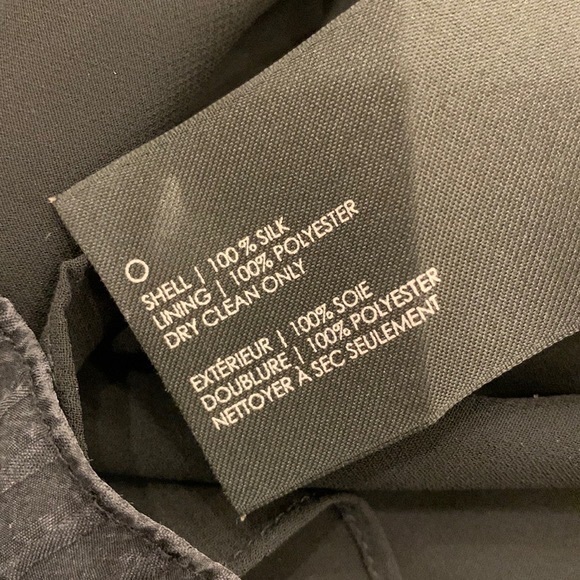 SHELL | 100% SILK
LINING | 100% POLYESTER
DRY CLEAN ONLY
EXTÉRIEUR | 100% SOIE
DOUBLURE | 100% POLYESTER
NETTOYER À SEC SEULEMENT